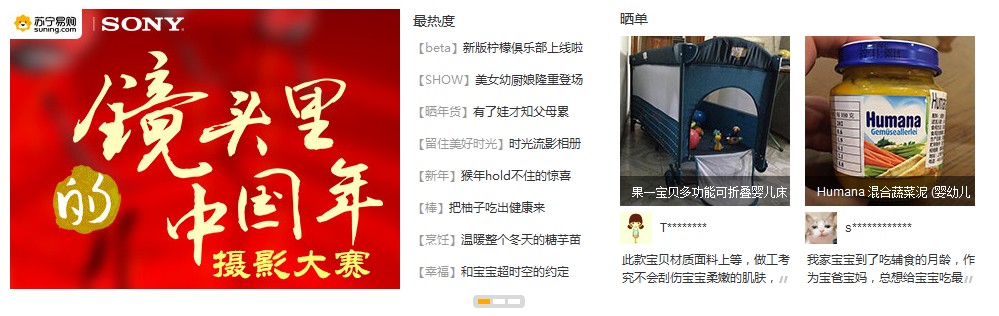 苏宁易购
suning.com
SONY
镜头里
的
中国年
摄影大赛
最热度
[beta] 新版柠檬俱乐部上线啦
[SHOW] 美女幼厨娘隆重登场
[晒年货] 有了娃才知父母累
[留住美好时光] 时光流影相册
[新年] 猴年hold不住的惊喜
[棒] 把柚子吃出健康来
[烹饪] 温暖整个冬天的糖芋苗
[幸福] 和宝宝超时空的约定
晒单
果一宝贝多功能可折叠婴儿床
T********
此款宝贝材质面料上等，做工考
究不会刮伤宝宝柔嫩的肌肤，
Humana
Gemüseallerlei
Humana 混合蔬菜泥 (婴幼儿
s************
我家宝宝到了吃辅食的月龄，作
为爸爸妈，总想给宝宝吃最